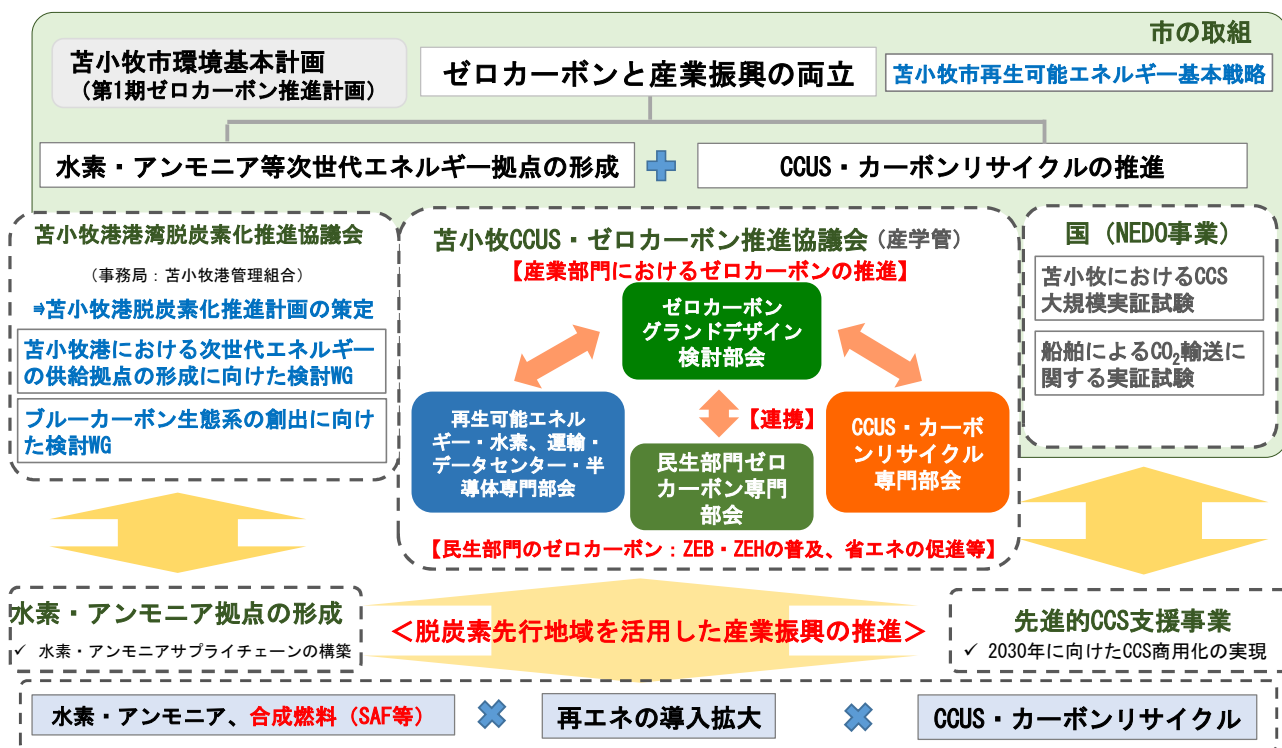 市の取組
苫小牧市環境基本計画
(第1期ゼロカーボン推進計画)
ゼロカーボンと産業振興の両立
苫小牧市再生可能エネルギー基本戦略
水素・アンモニア等次世代エネルギー拠点の形成
CCUS・カーボンリサイクルの推進
苫小牧港港湾脱炭素化推進協議会
(事務局:苫小牧港管理組合)
⇒苫小牧港脱炭素化推進計画の策定
苫小牧港における次世代エネルギー
の供給拠点の形成に向けた検討WG
ブルーカーボン生態系の創出に向
けた検討WG
苫小牧CCUS・ゼロカーボン推進協議会(産学管)
【産業部門におけるゼロカーボンの推進】
ゼロカーボン
グランドデザイン
検討部会
再生可能エネル
ギー・水素、運輸・
データセンター・半
導体専門部会
【連携】
民生部門ゼロ
カーボン専門
部会
CCUS・カーボ
ンリサイクル
専門部会
【民生部門のゼロカーボン:ZEB・ZEHの普及、省エネの促進等】
国(NEDO事業)
苫小牧におけるCCS
大規模実証試験
船舶によるCO₂輸送に
関する実証試験
水素・アンモニア拠点の形成
✓ 水素・アンモニアサプライチェーンの構築
<脱炭素先行地域を活用した産業振興の推進>
先進的CCS支援事業
✓ 2030年に向けたCCS商用化の実現
水素・アンモニア、合成燃料(SAF等)
再エネの導入拡大
CCUS・カーボンリサイクル